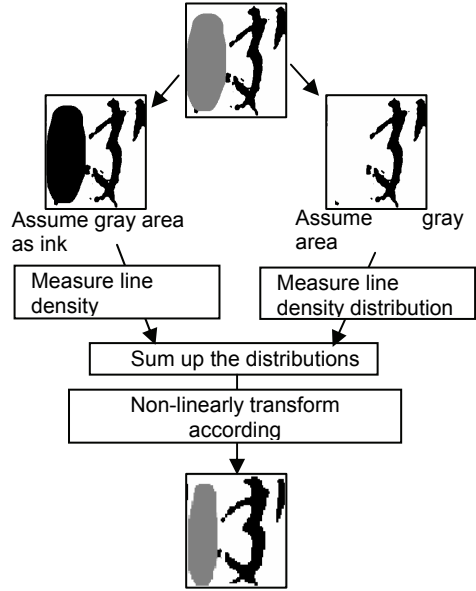 Assume gray area
as ink
Assume gray
area
Measure line
density
Measure line
density distribution
Sum up the distributions
Non-linearly transform
according